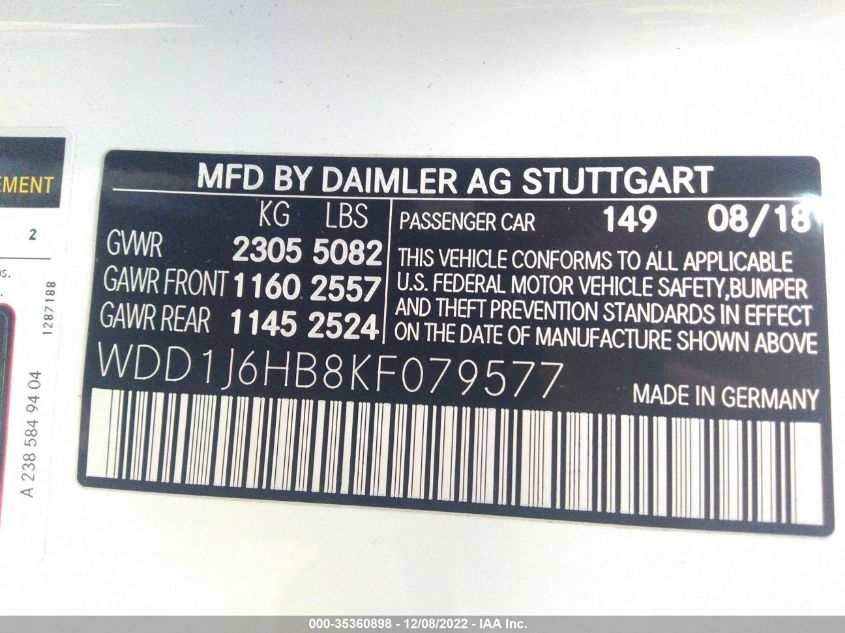 MFD BY DAIMLER AG STUTTGART
KG LBS
GVWR 2305 5082
GAWR FRONT 1160 2557
GAWR REAR 1145 2524
PASSENGER CAR 149 08/18
THIS VEHICLE CONFORMS TO ALL APPLICABLE
U.S. FEDERAL MOTOR VEHICLE SAFETY,BUMPER
AND THEFT PREVENTION STANDARDS IN EFFECT
ON THE DATE OF MANUFACTURE SHOWN ABOVE
WDD1J6HB8KF079577
MADE IN GERMANY
2
1287188
A 238 584 94 04
000-35360898 - 12/08/2022 - IAA Inc.